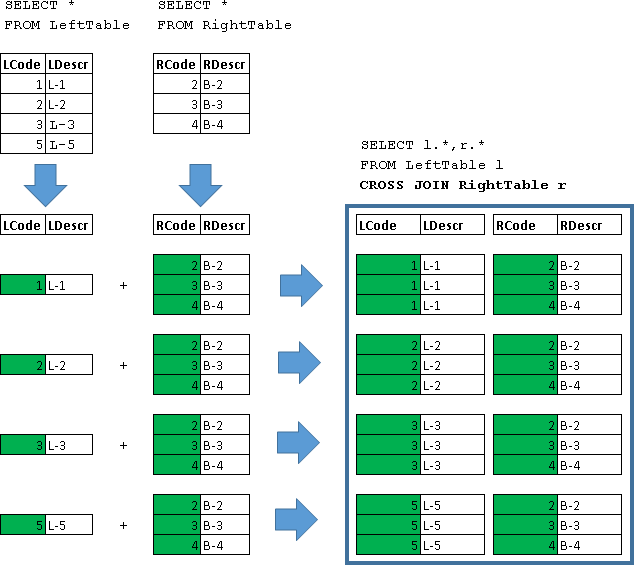 SELECT *
FROM LeftTable
SELECT *
FROM RightTable
LCode LDescr
1 L-1
2 L-2
3 L-3
5 L-5
RCode RDescr
2 B-2
3 B-3
4 B-4
SELECT l.*,r.*
FROM LeftTable l
CROSS JOIN RightTable r
LCode LDescr RCode RDescr LCode LDescr RCode RDescr
2 B-2 1 L-1 2 B-2
1 L-1 + 3 B-3 1 L-1 3 B-3
4 B-4 1 L-1 4 B-4
2 B-2 2 L-2 2 B-2
2 L-2 + 3 B-3 2 L-2 3 B-3
4 B-4 2 L-2 4 B-4
2 B-2 3 L-3 2 B-2
3 L-3 + 3 B-3 3 L-3 3 B-3
4 B-4 3 L-3 4 B-4
2 B-2 5 L-5 2 B-2
5 L-5 + 3 B-3 5 L-5 3 B-3
4 B-4 5 L-5 4 B-4